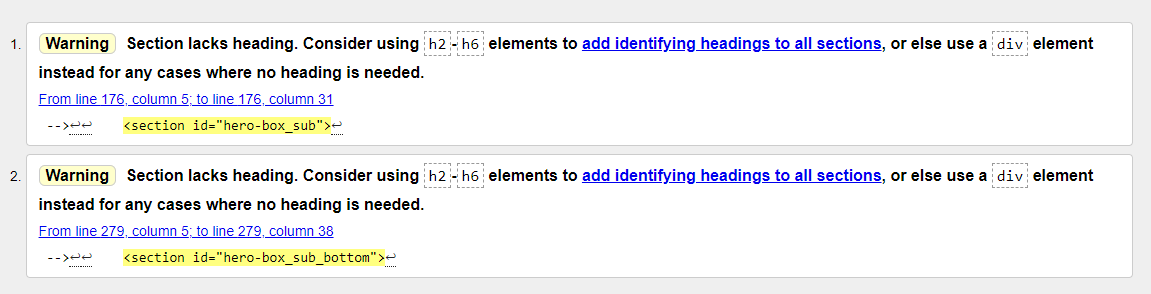 1. Warning Section lacks heading. Consider using h2-h6 elements to add identifying headings to all sections, or else use a div element
instead for any cases where no heading is needed.
From line 176, column 5; to line 176, column 31
-->↩↩ <section id="hero-box_sub">↩
2. Warning Section lacks heading. Consider using h2-h6 elements to add identifying headings to all sections, or else use a div element
instead for any cases where no heading is needed.
From line 279, column 5; to line 279, column 38
-->↩↩ <section id="hero-box_sub_bottom">↩